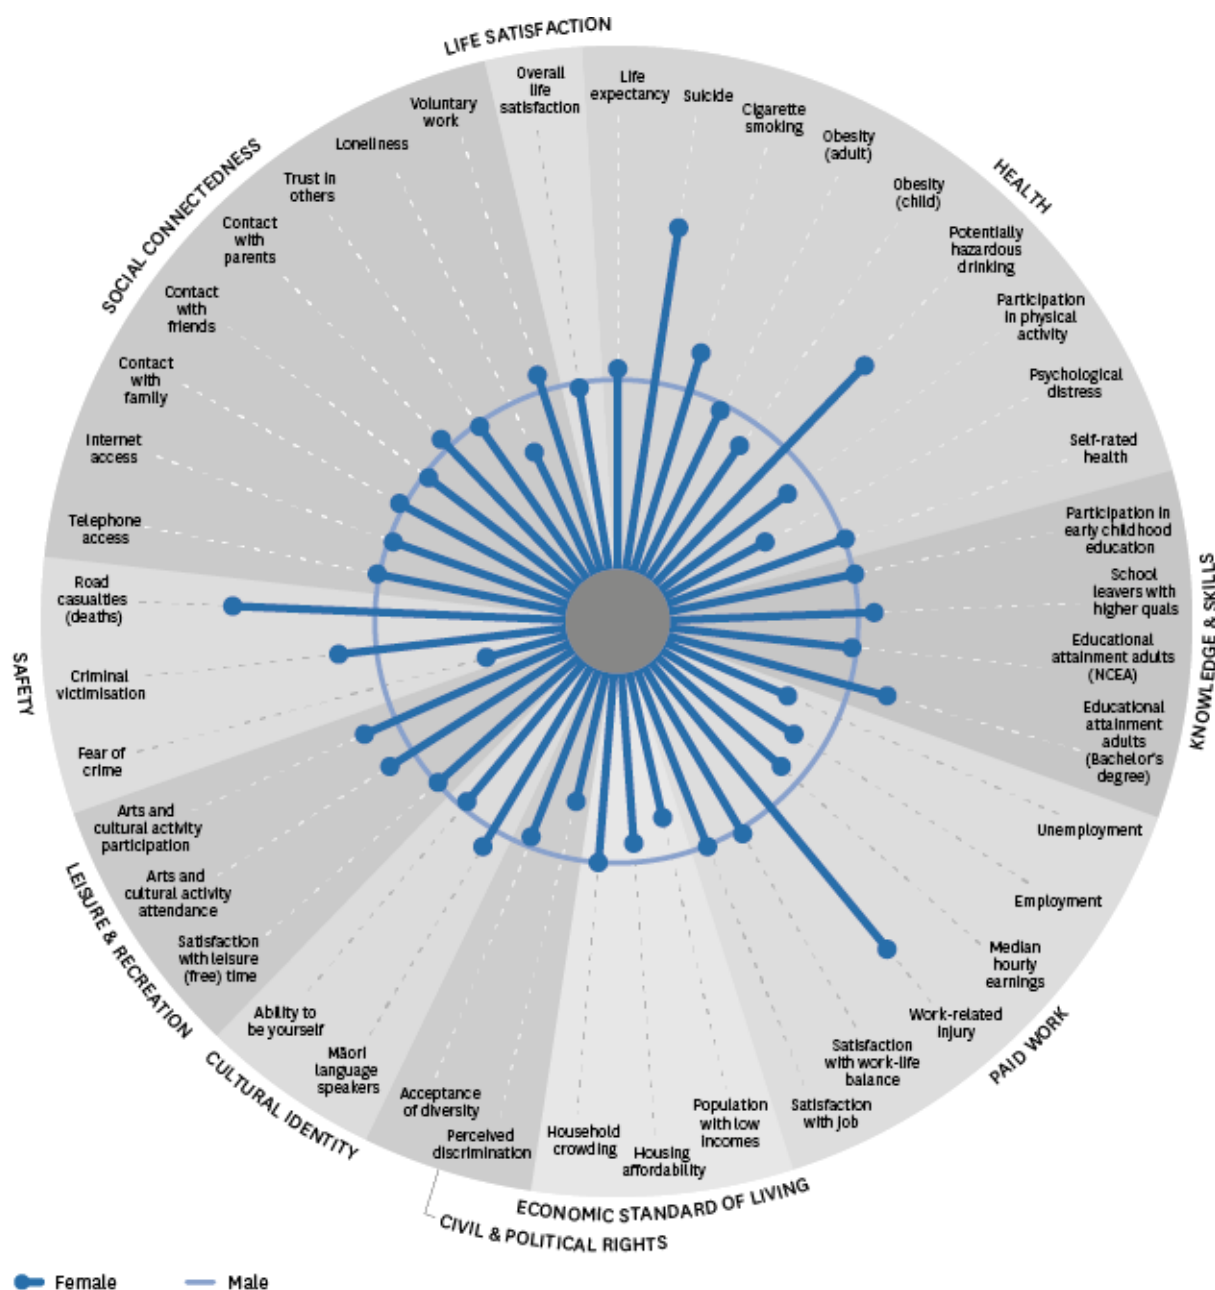 LIFE SATISFACTION
Overall
life
satisfaction
HEALTH
Life
expectancy
Suicide
Cigarette
smoking
Obesity
(adult)
Obesity
(child)
Potentially
hazardous
drinking
Participation
in physical
activity
Psychological
distress
Self-rated
health
KNOWLEDGE & SKILLS
Participation in
early childhood
education
School
leavers with
higher quals
Educational
attainment adults
(NCEA)
Educational
attainment
adults
(Bachelor's
degree)
PAID WORK
Unemployment
Employment
Median
hourly
earnings
Work-related
injury
Satisfaction
with work-life
balance
Satisfaction
with job
ECONOMIC STANDARD OF LIVING
Population
with low
incomes
Housing
affordability
Household
crowding
CIVIL & POLITICAL RIGHTS
Perceived
discrimination
Acceptance
of diversity
CULTURAL IDENTITY
Māori
language
speakers
Ability to
be yourself
LEISURE & RECREATION
Satisfaction
with leisure
(free) time
Arts and
cultural activity
attendance
Arts and
cultural activity
participation
SAFETY
Fear of
crime
Criminal
victimisation
Road
casualties
(deaths)
SOCIAL CONNECTEDNESS
Telephone
access
Internet
access
Contact
with
family
Contact
with
friends
Contact
with
parents
Trust in
others
Loneliness
Voluntary
work
Female
Male